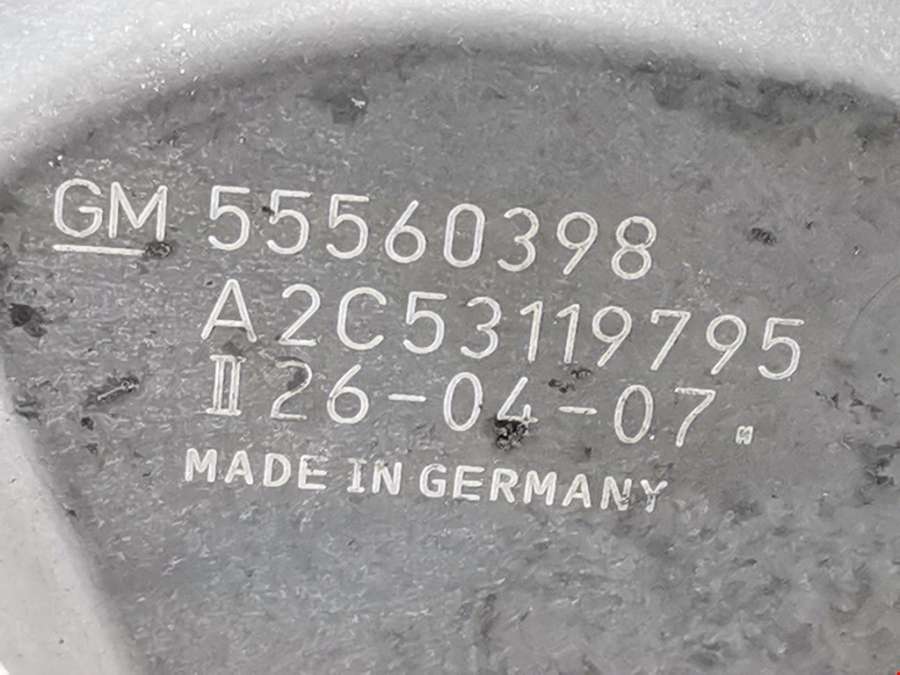 GM 55560398
A2C53119795
II 26-04-07.
MADE IN GERMANY